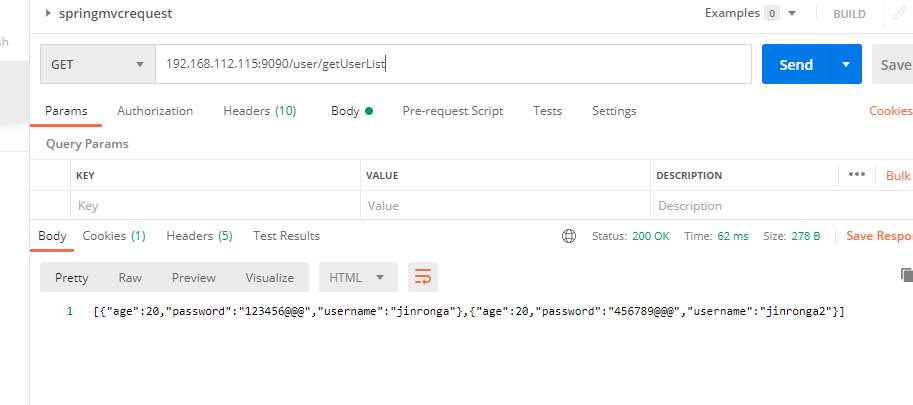 springmvcrequest
Examples 0
BUILD
sh
GET
192.168.112.115:9090/user/getUserList
Send
Save
Params Authorization Headers (10) Body Pre-request Script Tests Settings Cookies
Query Params
KEY VALUE DESCRIPTION ••• Bulk
Key Value Description
Body Cookies (1) Headers (5) Test Results Status: 200 OK Time: 62 ms Size: 278 B Save Respo
Pretty Raw Preview Visualize HTML
1 [{"age":20,"password":"123456@@@","username":"jinronga"},{"age":20,"password":"456789@@@","username":"jinronga2"}]